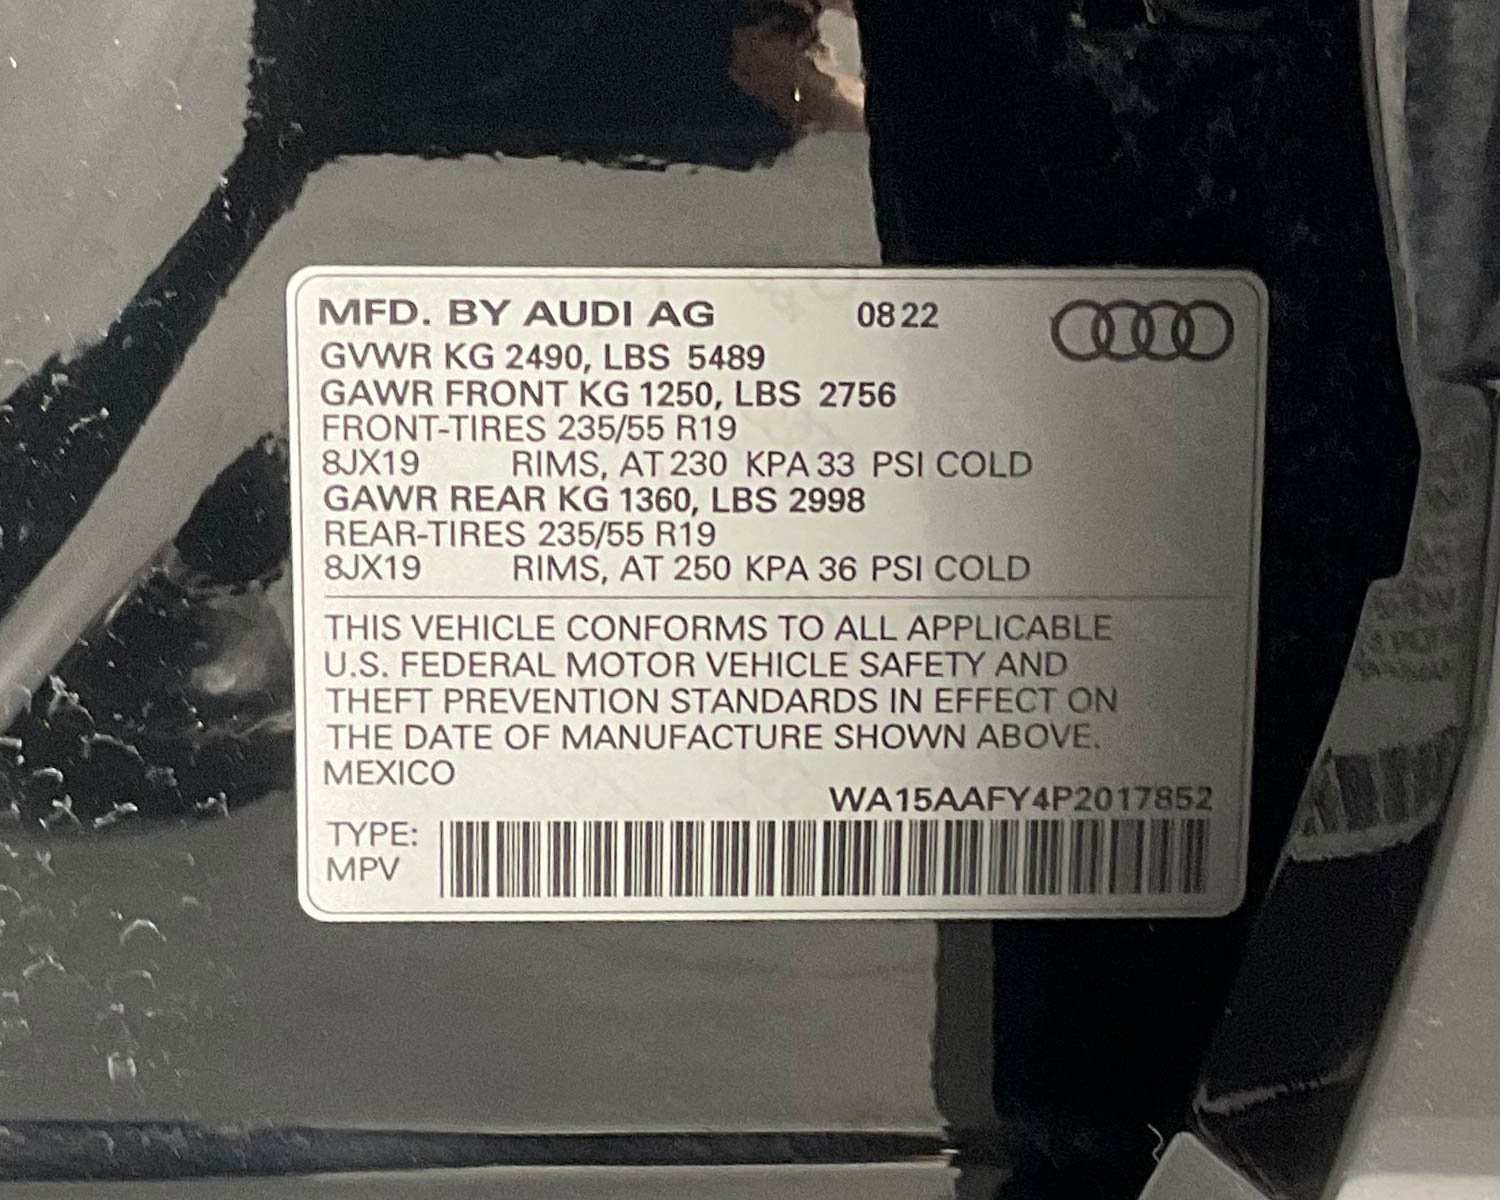 MFD. BY AUDI AG 0822
GVWR KG 2490, LBS 5489
GAWR FRONT KG 1250, LBS 2756
FRONT-TIRES 235/55 R19
8JX19 RIMS, AT 230 KPA 33 PSI COLD
GAWR REAR KG 1360, LBS 2998
REAR-TIRES 235/55 R19
8JX19 RIMS, AT 250 KPA 36 PSI COLD
THIS VEHICLE CONFORMS TO ALL APPLICABLE
U.S. FEDERAL MOTOR VEHICLE SAFETY AND
THEFT PREVENTION STANDARDS IN EFFECT ON
THE DATE OF MANUFACTURE SHOWN ABOVE.
MEXICO
WA15AAFY4P2017852
TYPE:
MPV